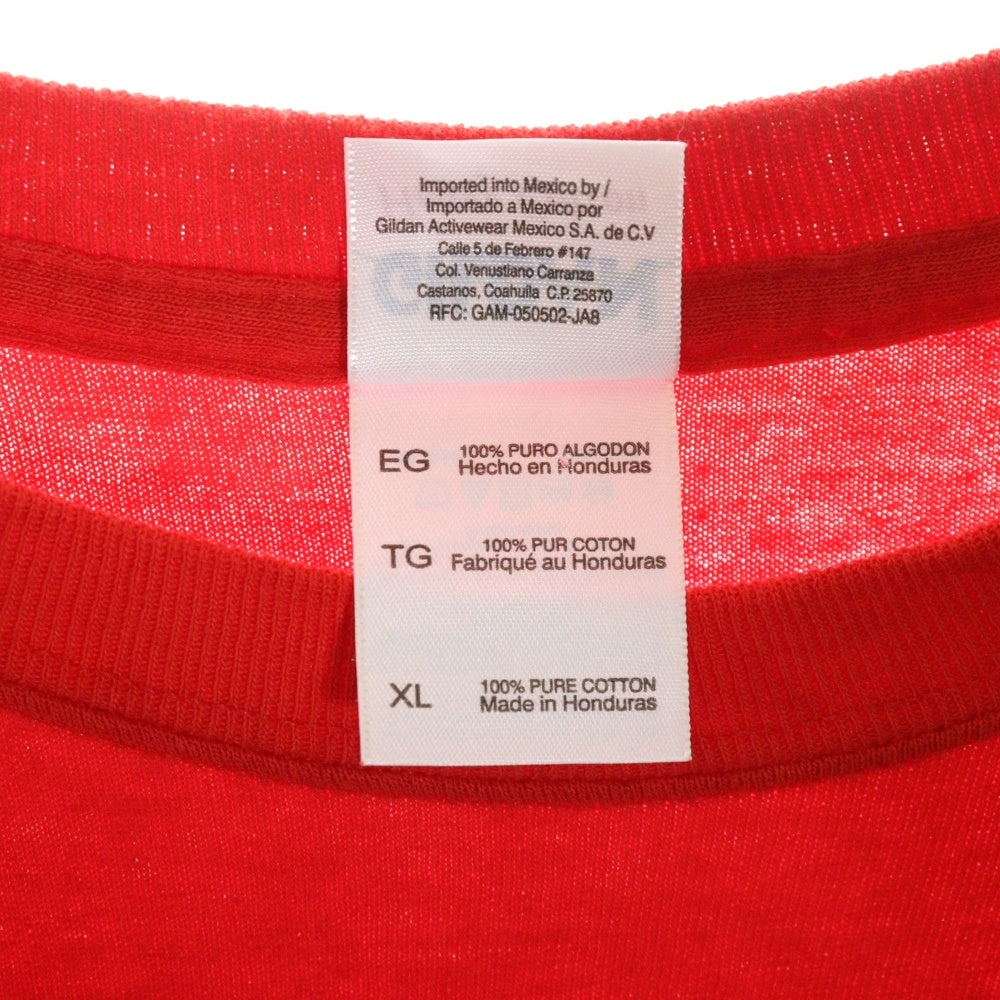 Imported into Mexico by /
Importado a Mexico por
Gildan Activewear Mexico S.A. de C.V
Calle 5 de Febrero #147
Col. Venustiano Carranza
Castanos, Coahuila C.P. 25870
RFC: GAM-050502-JA8
EG 100% PURO ALGODON
Hecho en Honduras
TG 100% PUR COTON
Fabriqué au Honduras
XL 100% PURE COTTON
Made in Honduras